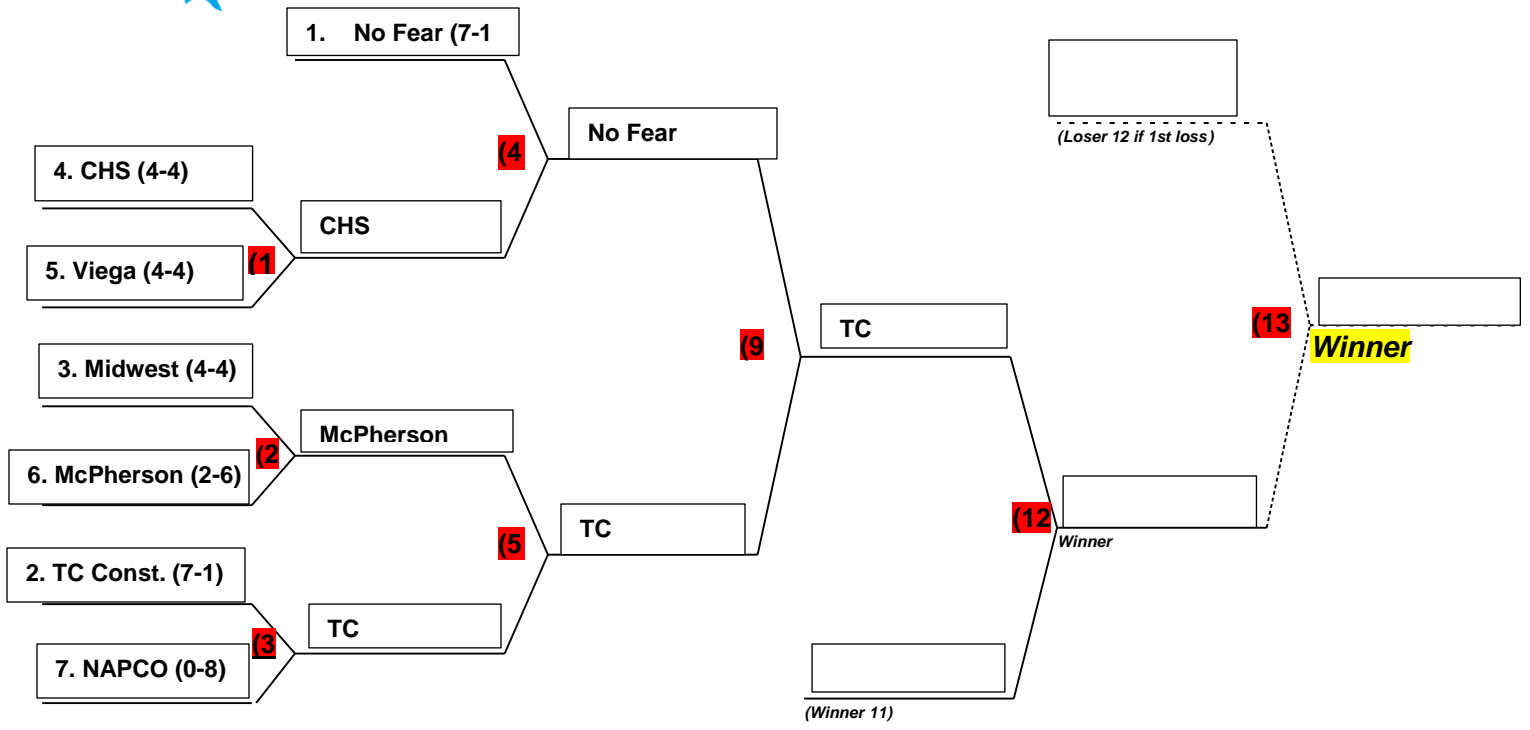 1. No Fear (7-1
No Fear
(Loser 12 if 1st loss)
(4
4. CHS (4-4)
CHS
5. Viega (4-4)
(1
TC
(13
Winner
(9
3. Midwest (4-4)
McPherson
(2
6. McPherson (2-6)
TC
(5
(12
Winner
2. TC Const. (7-1)
TC
(3
7. NAPCO (0-8)
(Winner 11)